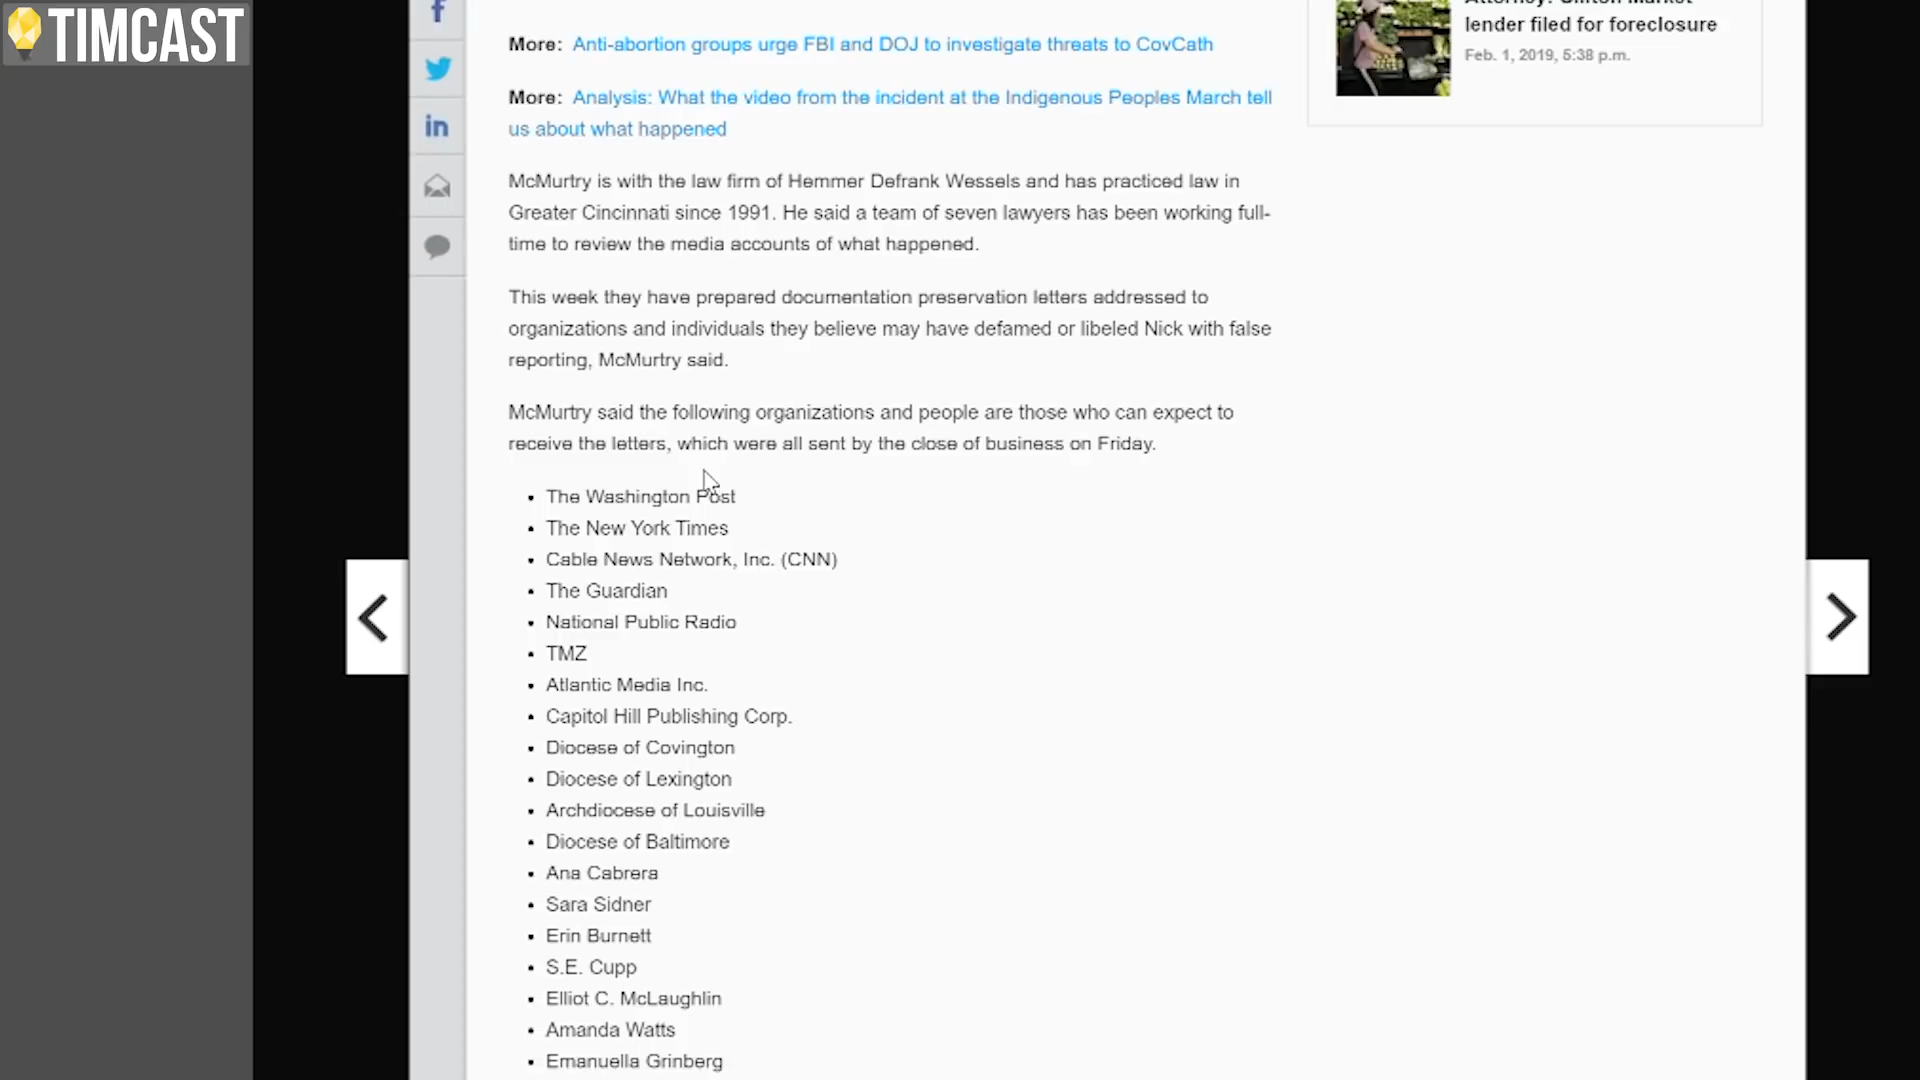 TIMCAST
lender filed for foreclosure
Feb. 1, 2019, 5:38 p.m.
More: Anti-abortion groups urge FBI and DOJ to investigate threats to CovCath
More: Analysis: What the video from the incident at the Indigenous Peoples March tell
us about what happened
McMurtry is with the law firm of Hemmer Defrank Wessels and has practiced law in
Greater Cincinnati since 1991. He said a team of seven lawyers has been working full-
time to review the media accounts of what happened.
This week they have prepared documentation preservation letters addressed to
organizations and individuals they believe may have defamed or libeled Nick with false
reporting, McMurtry said.
McMurtry said the following organizations and people are those who can expect to
receive the letters, which were all sent by the close of business on Friday.
• The Washington Post
• The New York Times
• Cable News Network, Inc. (CNN)
• The Guardian
• National Public Radio
• TMZ
• Atlantic Media Inc.
• Capitol Hill Publishing Corp.
• Diocese of Covington
• Diocese of Lexington
• Archdiocese of Louisville
• Diocese of Baltimore
• Ana Cabrera
• Sara Sidner
• Erin Burnett
• S.E. Cupp
• Elliot C. McLaughlin
• Amanda Watts
• Emanuella Grinberg